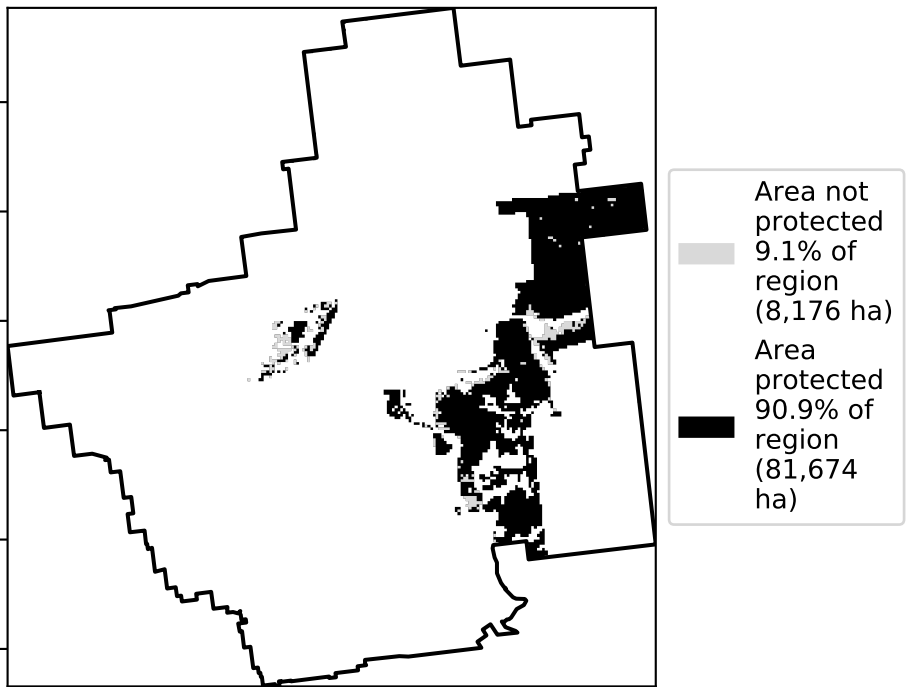 Area not
protected
9.1% of
region
(8,176 ha)
Area
protected
90.9% of
region
(81,674
ha)